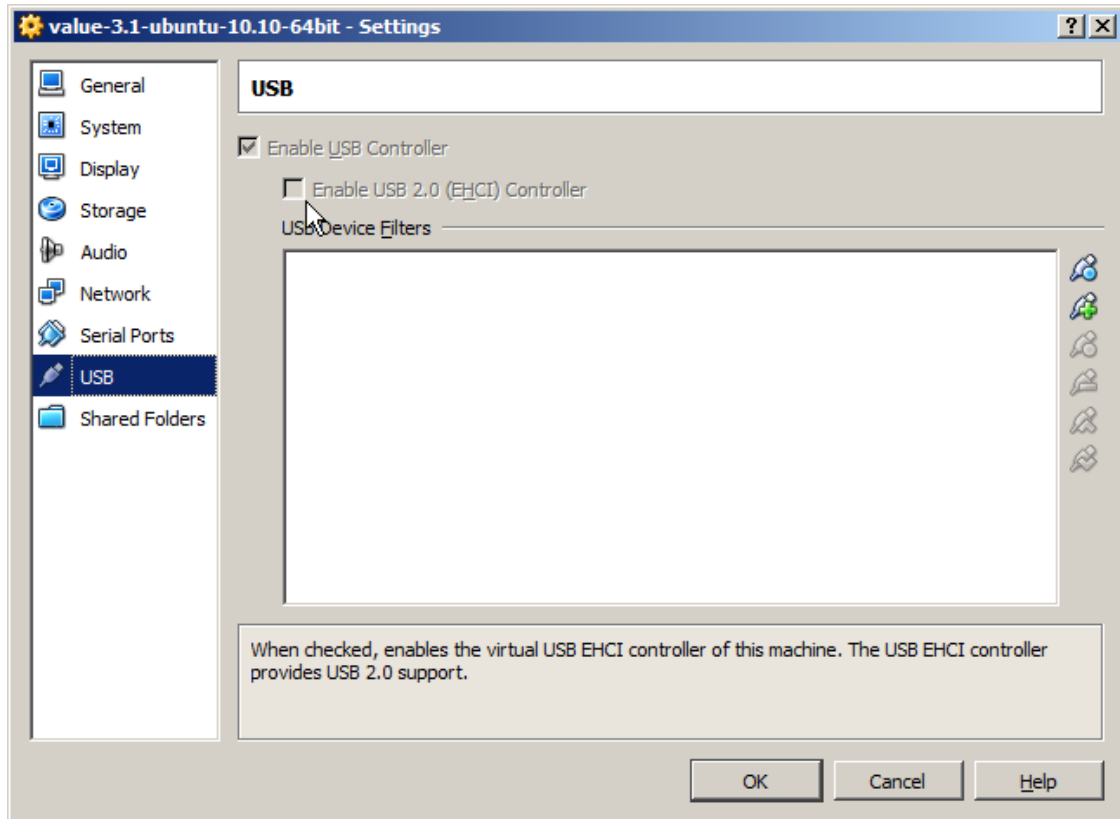 value-3.1-ubuntu-10.10-64bit - Settings
General
System
Display
Storage
Audio
Network
Serial Ports
USB
Shared Folders
USB
Enable USB Controller
Enable USB 2.0 (EHCI) Controller
USB Device Filters
When checked, enables the virtual USB EHCI controller of this machine. The USB EHCI controller
provides USB 2.0 support.
OK
Cancel
Help